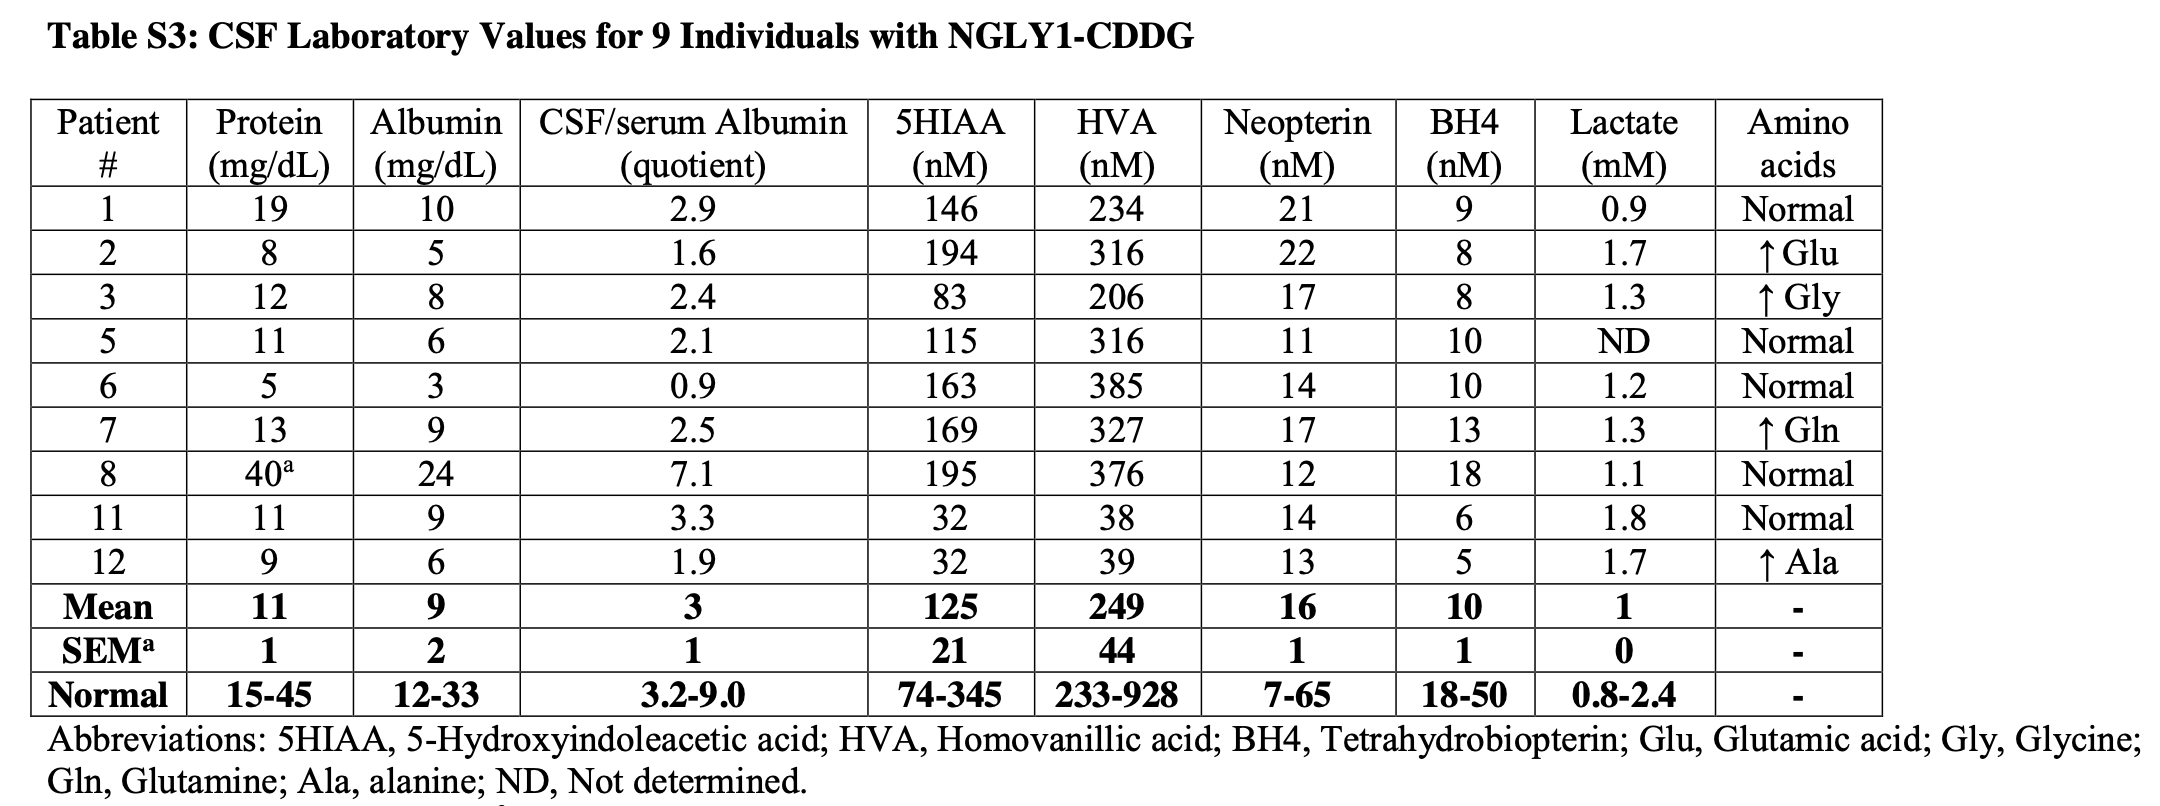 Table S3: CSF Laboratory Values for 9 Individuals with NGLY1-CDDG
Patient # Protein (mg/dL) Albumin (mg/dL) CSF/serum Albumin (quotient) 5HIAA (nM) HVA (nM) Neopterin (nM) BH4 (nM) Lactate (mM) Amino acids
1 19 10 2.9 146 234 21 9 0.9 Normal
2 8 5 1.6 194 316 22 8 1.7 ↑ Glu
3 12 8 2.4 83 206 17 8 1.3 ↑ Gly
5 11 6 2.1 115 316 11 10 ND Normal
6 5 3 0.9 163 385 14 10 1.2 Normal
7 13 9 2.5 169 327 17 13 1.3 ↑ Gln
8 40ᵃ 24 7.1 195 376 12 18 1.1 Normal
11 11 9 3.3 32 38 14 6 1.8 Normal
12 9 6 1.9 32 39 13 5 1.7 ↑ Ala
Mean 11 9 3 125 249 16 10 1 -
SEMᵃ 1 2 1 21 44 1 1 0 -
Normal 15-45 12-33 3.2-9.0 74-345 233-928 7-65 18-50 0.8-2.4 -
Abbreviations: 5HIAA, 5-Hydroxyindoleacetic acid; HVA, Homovanillic acid; BH4, Tetrahydrobiopterin; Glu, Glutamic acid; Gly, Glycine;
Gln, Glutamine; Ala, alanine; ND, Not determined.